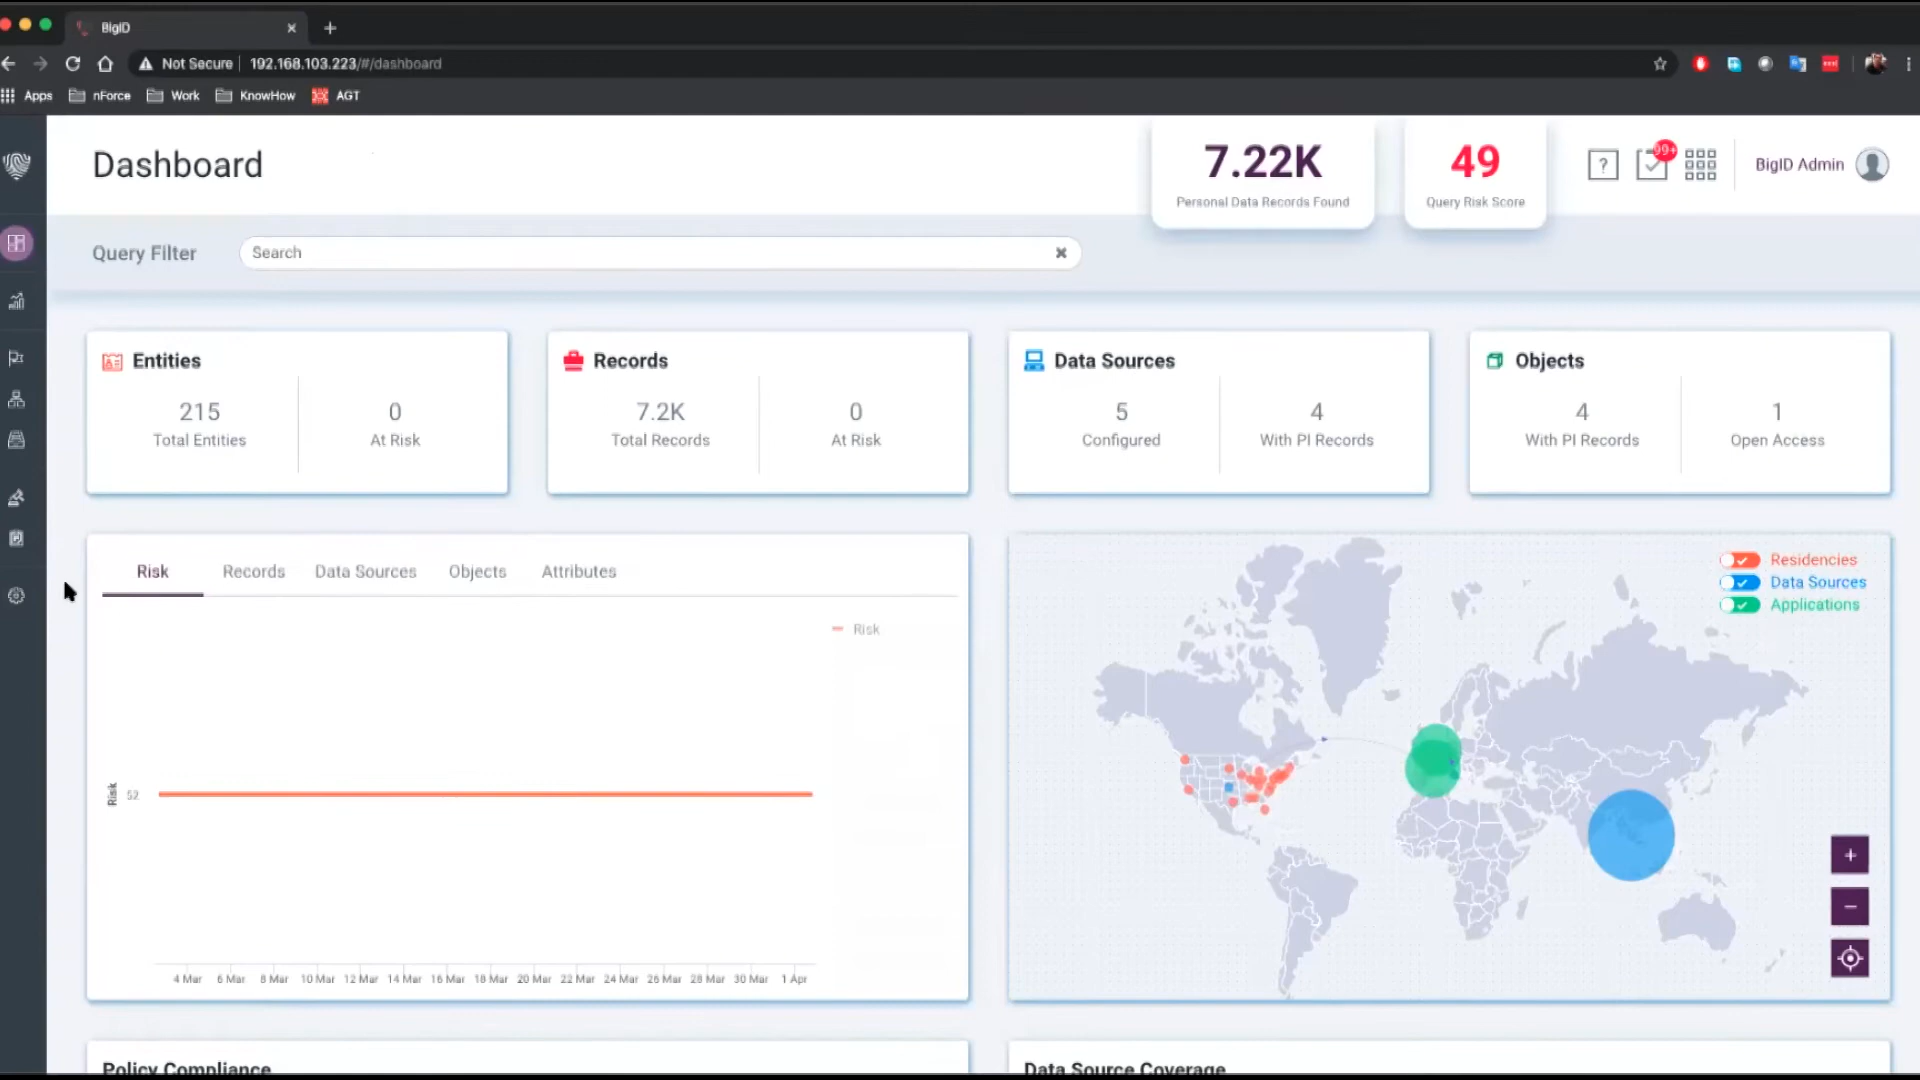 BigID
Not Secure 192.168.103.223/#/dashboard
Apps nForce Work KnowHow AGT
Dashboard
7.22K
Personal Data Records Found
49
Query Risk Score
?
99+
BigID Admin
Query Filter
Search
Entities
215
Total Entities
0
At Risk
Records
7.2K
Total Records
0
At Risk
Data Sources
5
Configured
4
With PI Records
Objects
4
With PI Records
1
Open Access
Risk Records Data Sources Objects Attributes
Risk
Risk
52
4 Mar 6 Mar 8 Mar 10 Mar 12 Mar 14 Mar 16 Mar 18 Mar 20 Mar 22 Mar 24 Mar 26 Mar 28 Mar 30 Mar 1 Apr
Residencies
Data Sources
Applications
+
−
Policy Compliance
Data Source Coverage